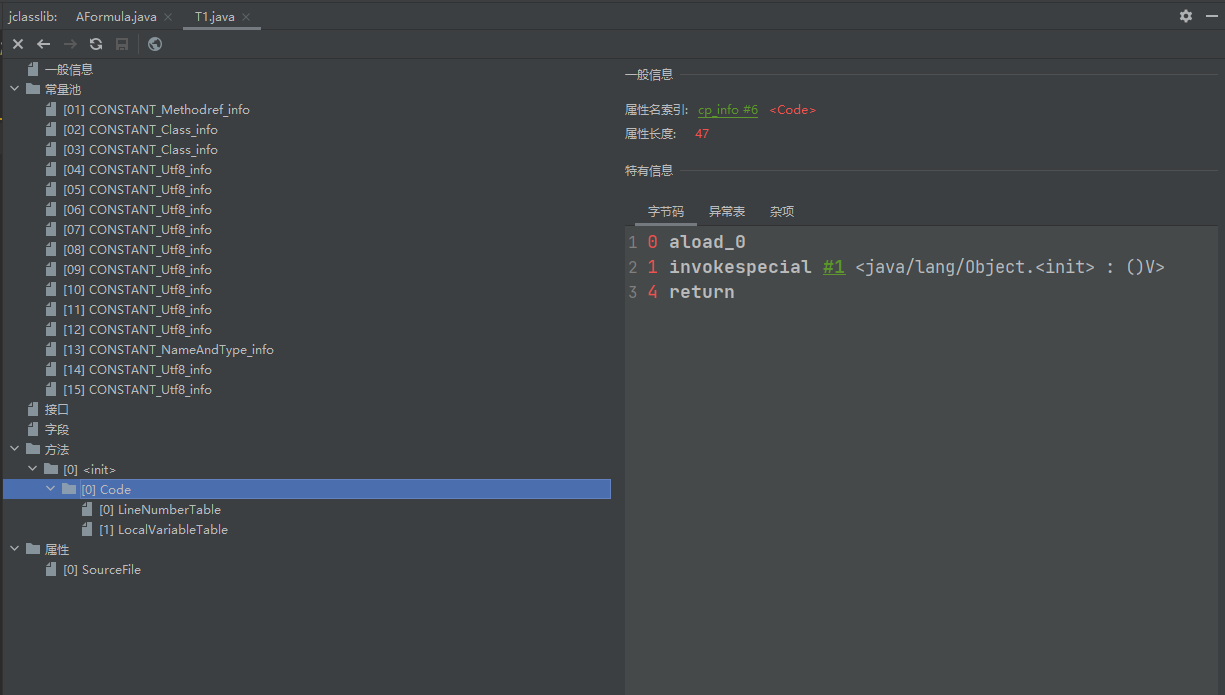 jclasslib: AFormula.java T1.java
一般信息
常量池
[01] CONSTANT_Methodref_info
[02] CONSTANT_Class_info
[03] CONSTANT_Class_info
[04] CONSTANT_Utf8_info
[05] CONSTANT_Utf8_info
[06] CONSTANT_Utf8_info
[07] CONSTANT_Utf8_info
[08] CONSTANT_Utf8_info
[09] CONSTANT_Utf8_info
[10] CONSTANT_Utf8_info
[11] CONSTANT_Utf8_info
[12] CONSTANT_Utf8_info
[13] CONSTANT_NameAndType_info
[14] CONSTANT_Utf8_info
[15] CONSTANT_Utf8_info
接口
字段
方法
[0] <init>
[0] Code
[0] LineNumberTable
[1] LocalVariableTable
属性
[0] SourceFile
一般信息
属性名索引: cp_info #6 <Code>
属性长度: 47
特有信息
字节码 异常表 杂项
1 0 aload_0
2 1 invokespecial #1 <java/lang/Object.<init> : ()V>
3 4 return